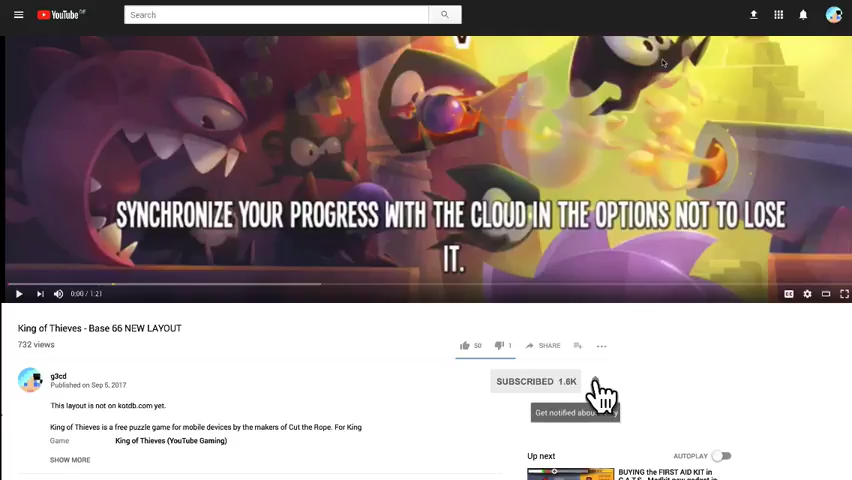 YouTube
Search
SYNCHRONIZE YOUR PROGRESS WITH THE CLOUD IN THE OPTIONS NOT TO LOSE
IT.
0:00 / 1:21
King of Thieves - Base 66 NEW LAYOUT
732 views
50
1
SHARE
g3cd
Published on Sep 5, 2017
SUBSCRIBED 1.6K
This layout is not on kotdb.com yet.
Get notified about
King of Thieves is a free puzzle game for mobile devices by the makers of Cut the Rope. For King
Game
King of Thieves (YouTube Gaming)
SHOW MORE
Up next
AUTOPLAY
BUYING the FIRST AID KIT in